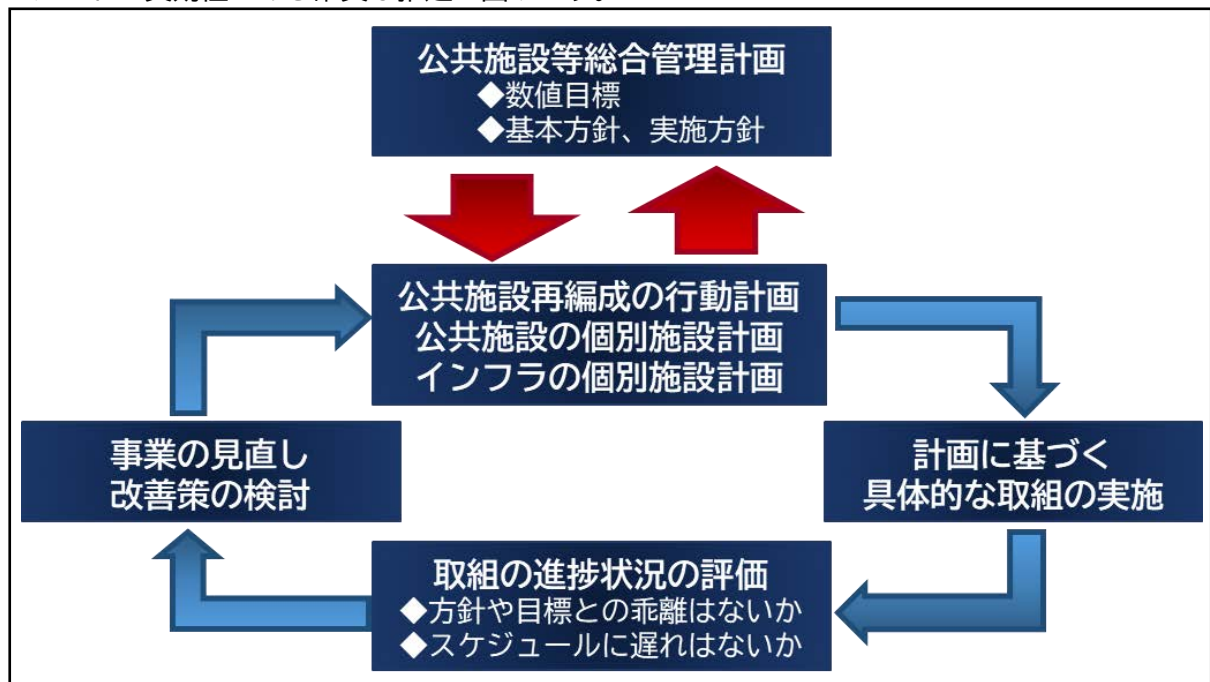 公共施設等総合管理計画
◆数値目標
◆基本方針、実施方針
公共施設再編成の行動計画
公共施設の個別施設計画
インフラの個別施設計画
計画に基づく
具体的な取組の実施
取組の進捗状況の評価
◆方針や目標との乖離はないか
◆スケジュールに遅れはないか
事業の見直し
改善策の検討